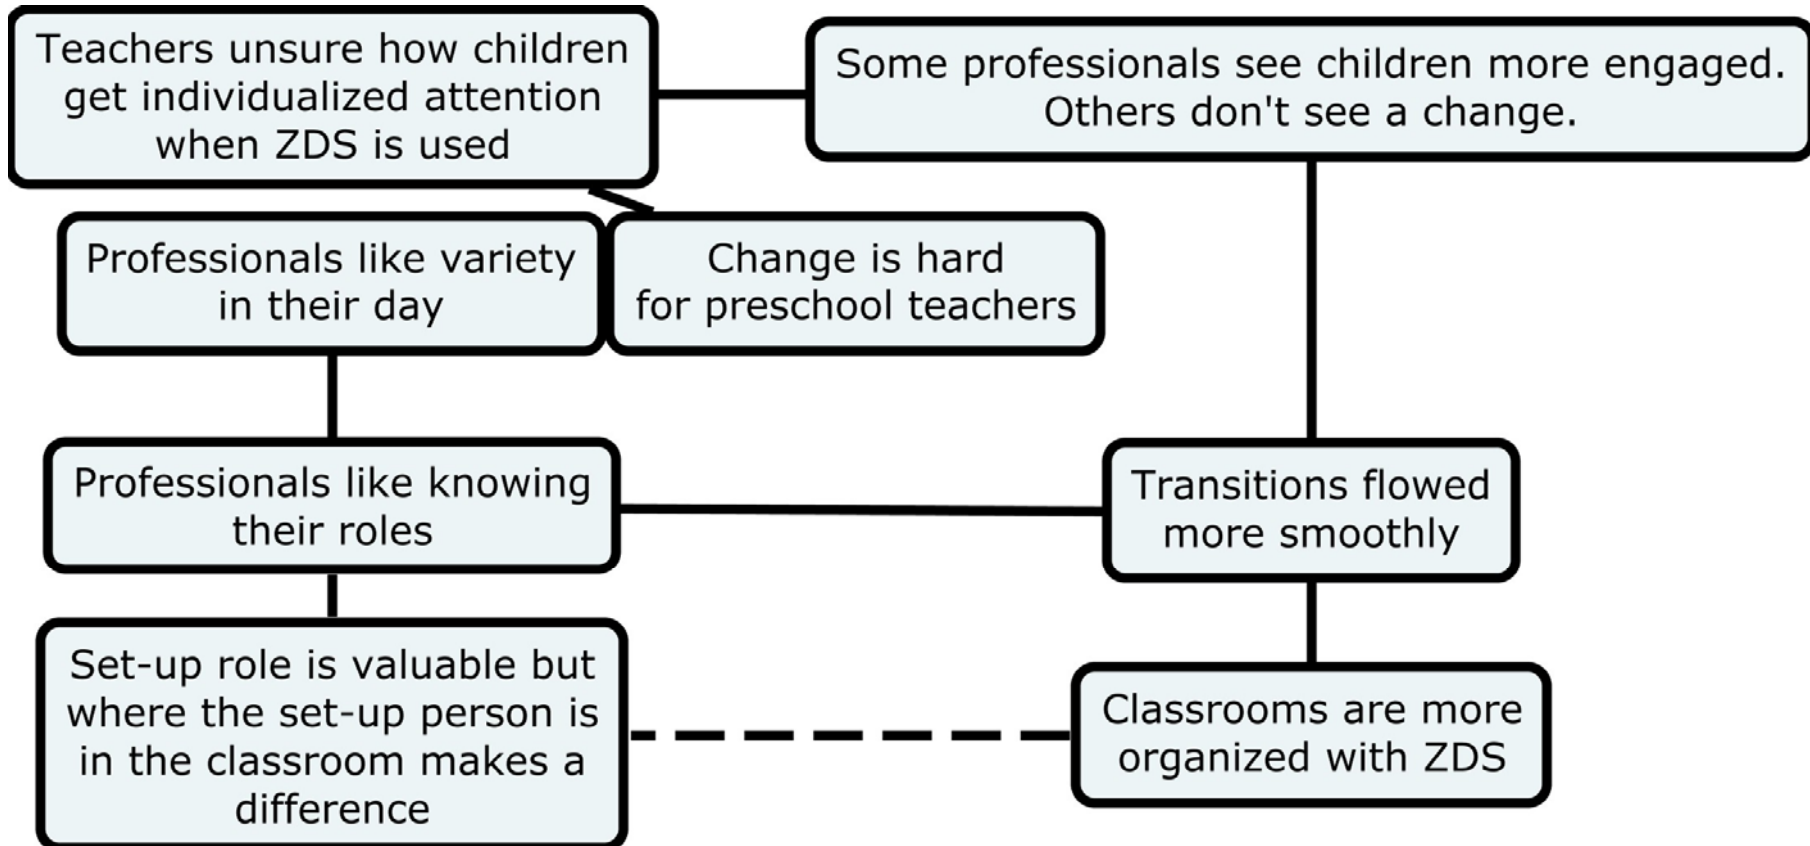 Teachers unsure how children
get individualized attention
when ZDS is used
Some professionals see children more engaged.
Others don't see a change.
Professionals like variety
in their day
Change is hard
for preschool teachers
Professionals like knowing
their roles
Transitions flowed
more smoothly
Set-up role is valuable but
where the set-up person is
in the classroom makes a
difference
Classrooms are more
organized with ZDS